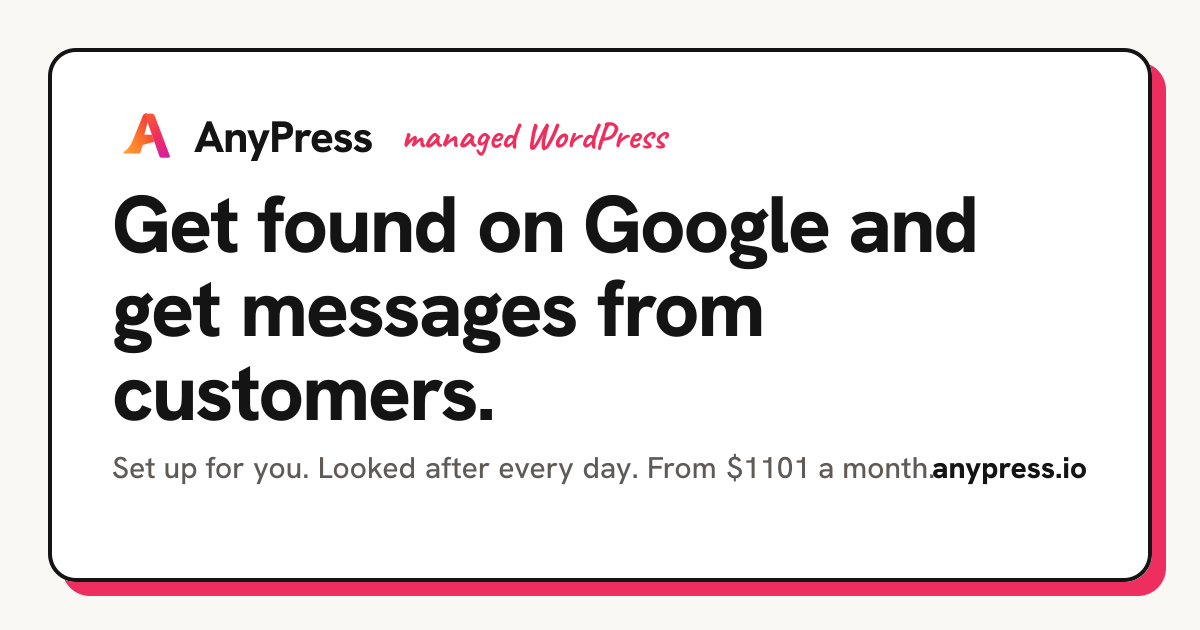 AnyPress managed WordPress
Get found on Google and
get messages from
customers.
Set up for you. Looked after every day. From $1101 a month. anypress.io